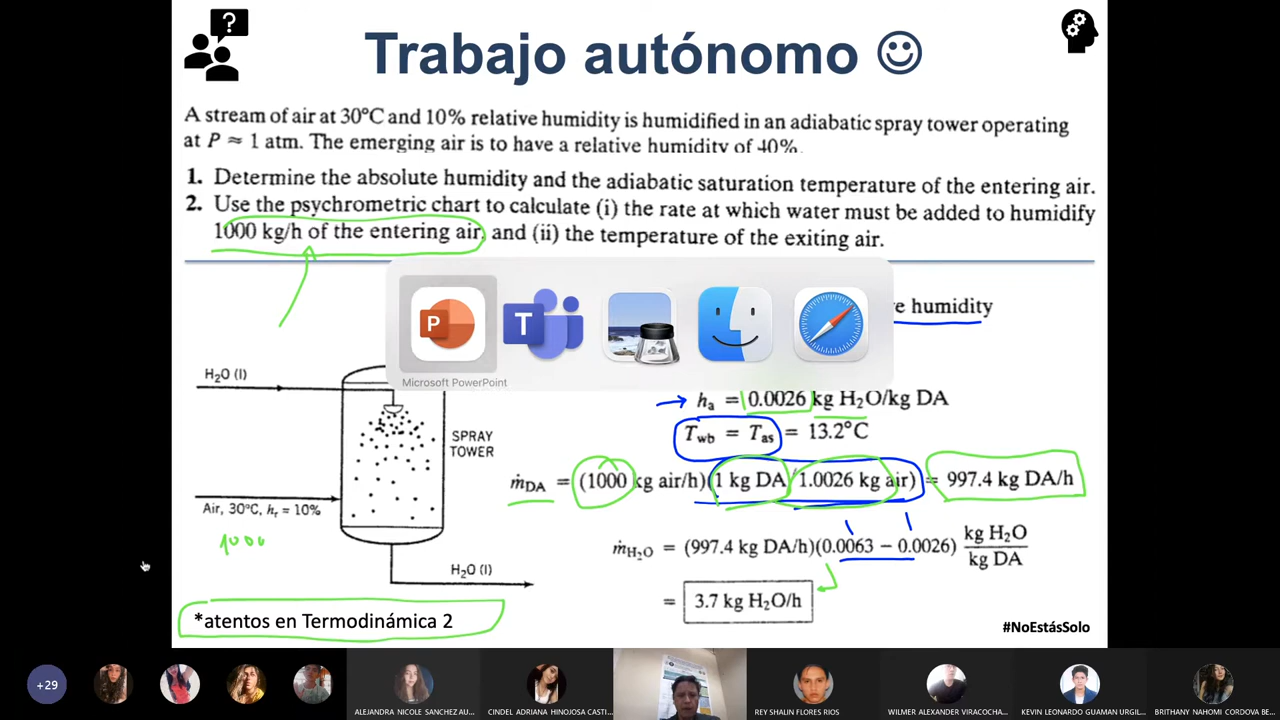 ?
Trabajo autónomo
A stream of air at 30°C and 10% relative humidity is humidified in an adiabatic spray tower operating
at P ≈ 1 atm. The emerging air is to have a relative humidity of 40%.
1. Determine the absolute humidity and the adiabatic saturation temperature of the entering air.
2. Use the psychrometric chart to calculate (i) the rate at which water must be added to humidify
1000 kg/h of the entering air, and (ii) the temperature of the exiting air.
humidity
P
T
Microsoft PowerPoint
H₂O (l)
SPRAY
TOWER
Air, 30°C, hᵣ = 10%
1000
H₂O (l)
hₐ = 0.0026 kg H₂O/kg DA
T_wb = T_as = 13.2°C
ṁ_DA = (1000 kg air/h)(1 kg DA/1.0026 kg air) = 997.4 kg DA/h
ṁ_H₂O = (997.4 kg DA/h)(0.0063 − 0.0026) kg H₂O
kg DA
= 3.7 kg H₂O/h
*atentos en Termodinámica 2
#NoEstásSolo
+29
ALEJANDRA NICOLE SANCHEZ AU...
CINDEL ADRIANA HINOJOSA CASTI...
REY SHALIN FLORES RIOS
WILMER ALEXANDER VIRACOCHA...
KEVIN LEONARDO GUAMAN URGIL...
BRITHANY NAHOMI CORDOVA BE...